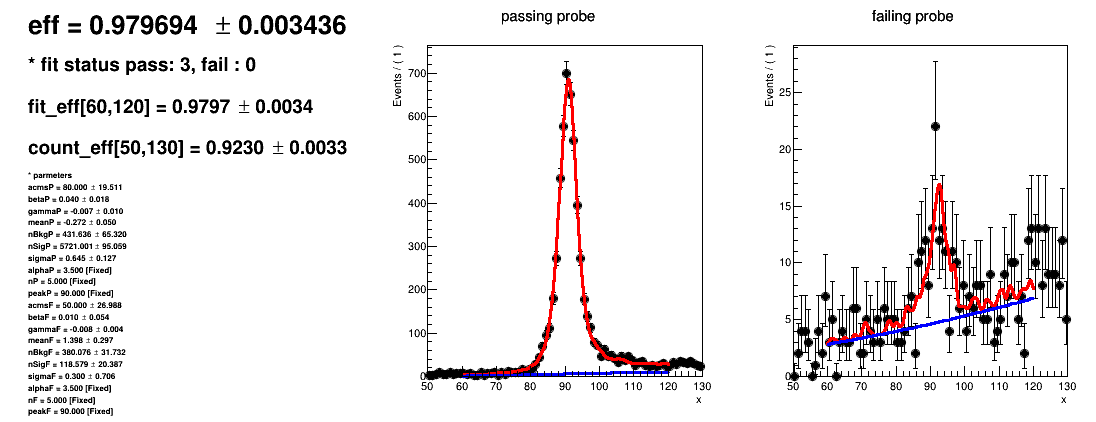 eff = 0.979694 ± 0.003436
* fit status pass: 3, fail : 0
fit_eff[60,120] = 0.9797 ± 0.0034
count_eff[50,130] = 0.9230 ± 0.0033
* parmeters
acmsP = 80.000 ± 19.511
betaP = 0.040 ± 0.018
gammaP = -0.007 ± 0.010
meanP = -0.272 ± 0.050
nBkgP = 431.636 ± 65.320
nSigP = 5721.001 ± 95.059
sigmaP = 0.645 ± 0.127
alphaP = 3.500 [Fixed]
nP = 5.000 [Fixed]
peakP = 90.000 [Fixed]
acmsF = 50.000 ± 26.988
betaF = 0.010 ± 0.054
gammaF = -0.008 ± 0.004
meanF = 1.398 ± 0.297
nBkgF = 380.076 ± 31.732
nSigF = 118.579 ± 20.387
sigmaF = 0.300 ± 0.706
alphaF = 3.500 [Fixed]
nF = 5.000 [Fixed]
peakF = 90.000 [Fixed]
passing probe
Events / ( 1 )
700
600
500
400
300
200
100
0
50 60 70 80 90 100 110 120 130
x
failing probe
Events / ( 1 )
25
20
15
10
5
0
50 60 70 80 90 100 110 120 130
x